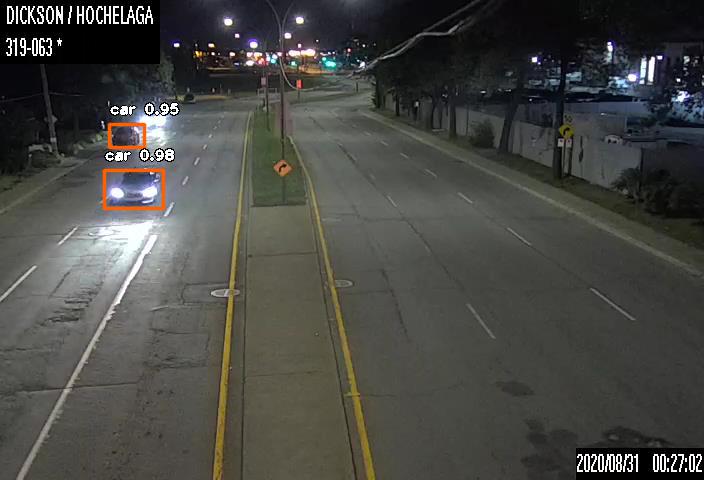 DICKSON / HOCHELAGA
319-063 *
car 0.95
car 0.98
2020/08/31 00:27:02